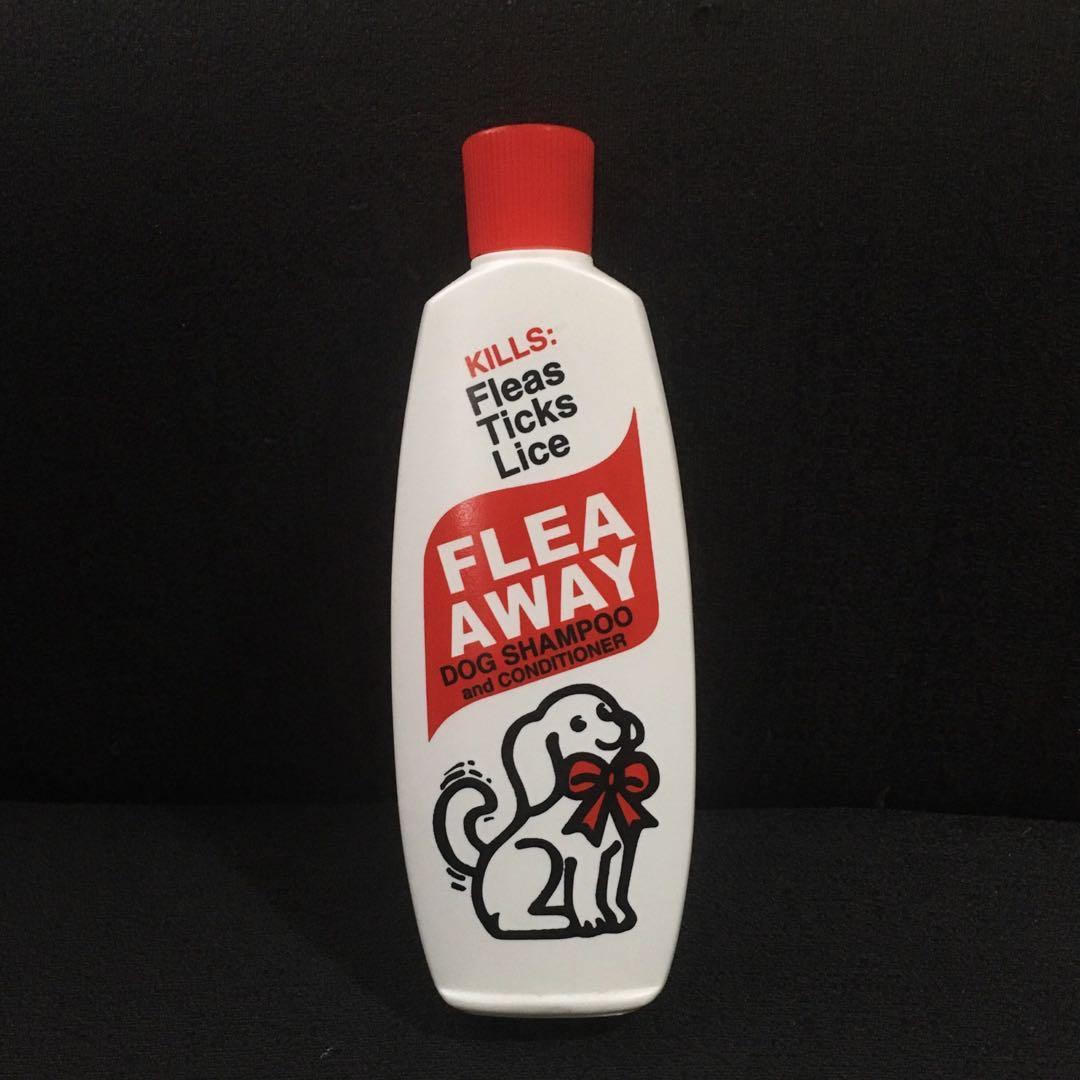 KILLS:
Fleas
Ticks
Lice
FLEA
AWAY
DOG SHAMPOO
and CONDITIONER